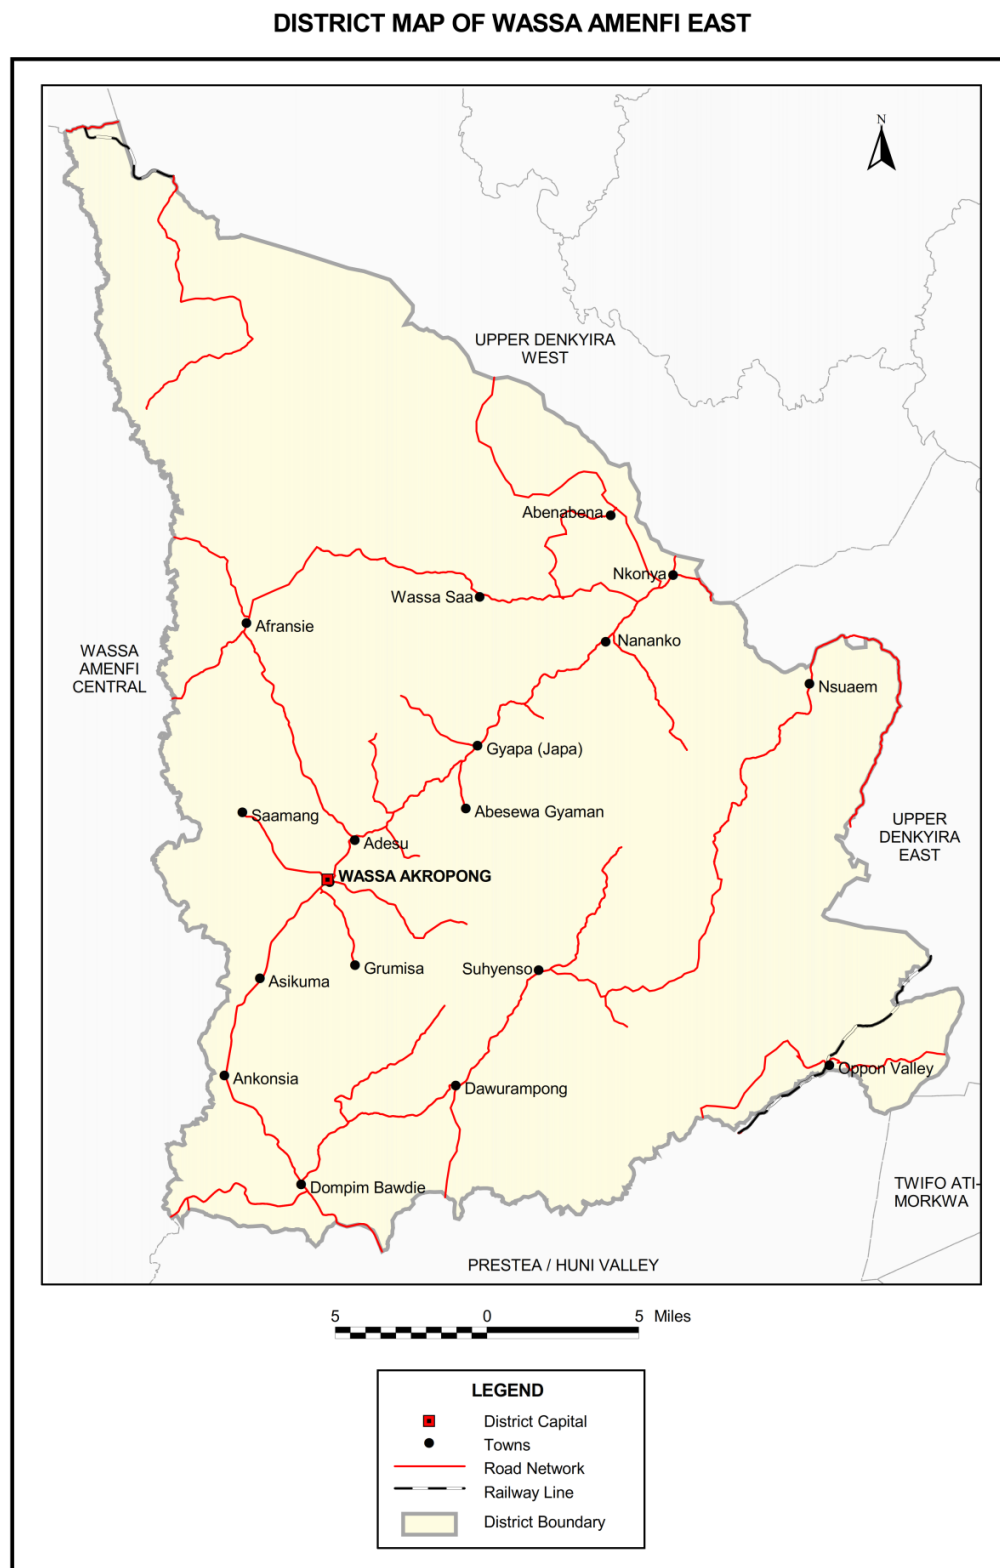 DISTRICT MAP OF WASSA AMENFI EAST
N
UPPER DENKYIRA
WEST
Abenabena
Nkonya
Wassa Saa
Afransie
Nananko
WASSA
AMENFI
CENTRAL
Nsuaem
Gyapa (Japa)
Saamang
Abesewa Gyaman
UPPER
DENKYIRA
EAST
Adesu
WASSA AKROPONG
Grumisa
Suhyenso
Asikuma
Ankonsia
Dawurampong
Oppon Valley
Dompim Bawdie
TWIFO ATI-
MORKWA
PRESTEA / HUNI VALLEY
5 0 5 Miles
LEGEND
District Capital
Towns
Road Network
Railway Line
District Boundary